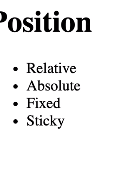 Position
Relative
Absolute
Fixed
Sticky